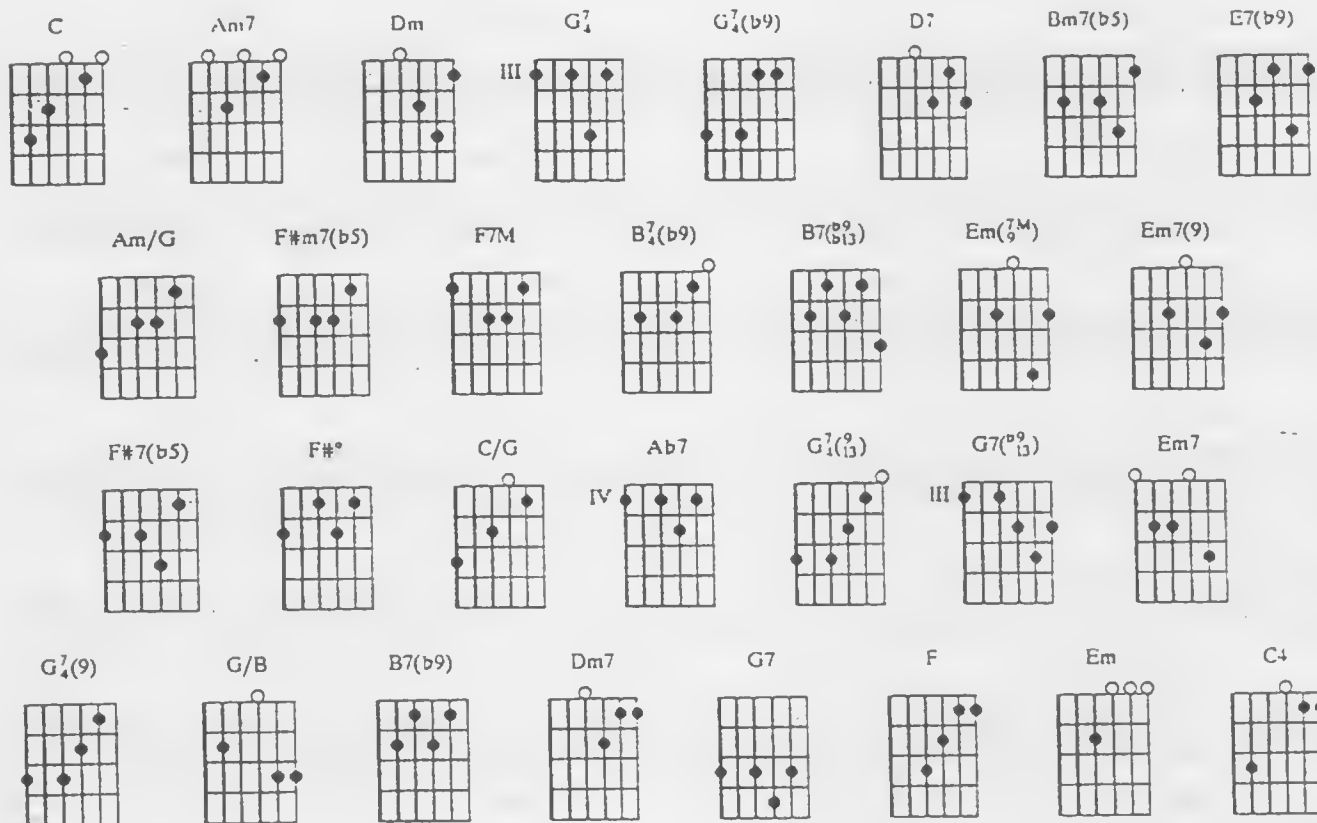 C Am7 Dm G7/4 G7/4(b9) D7 Bm7(b5) E7(b9)
III
Am/G F#m7(b5) F7M B7/4(b9) B7(b9/b13) Em(7M/9) Em7(9)
F#7(b5) F#° C/G Ab7 G7/4(9/13) G7(b9/13) Em7
IV III
G7/4(9) G/B B7(b9) Dm7 G7 F Em C4